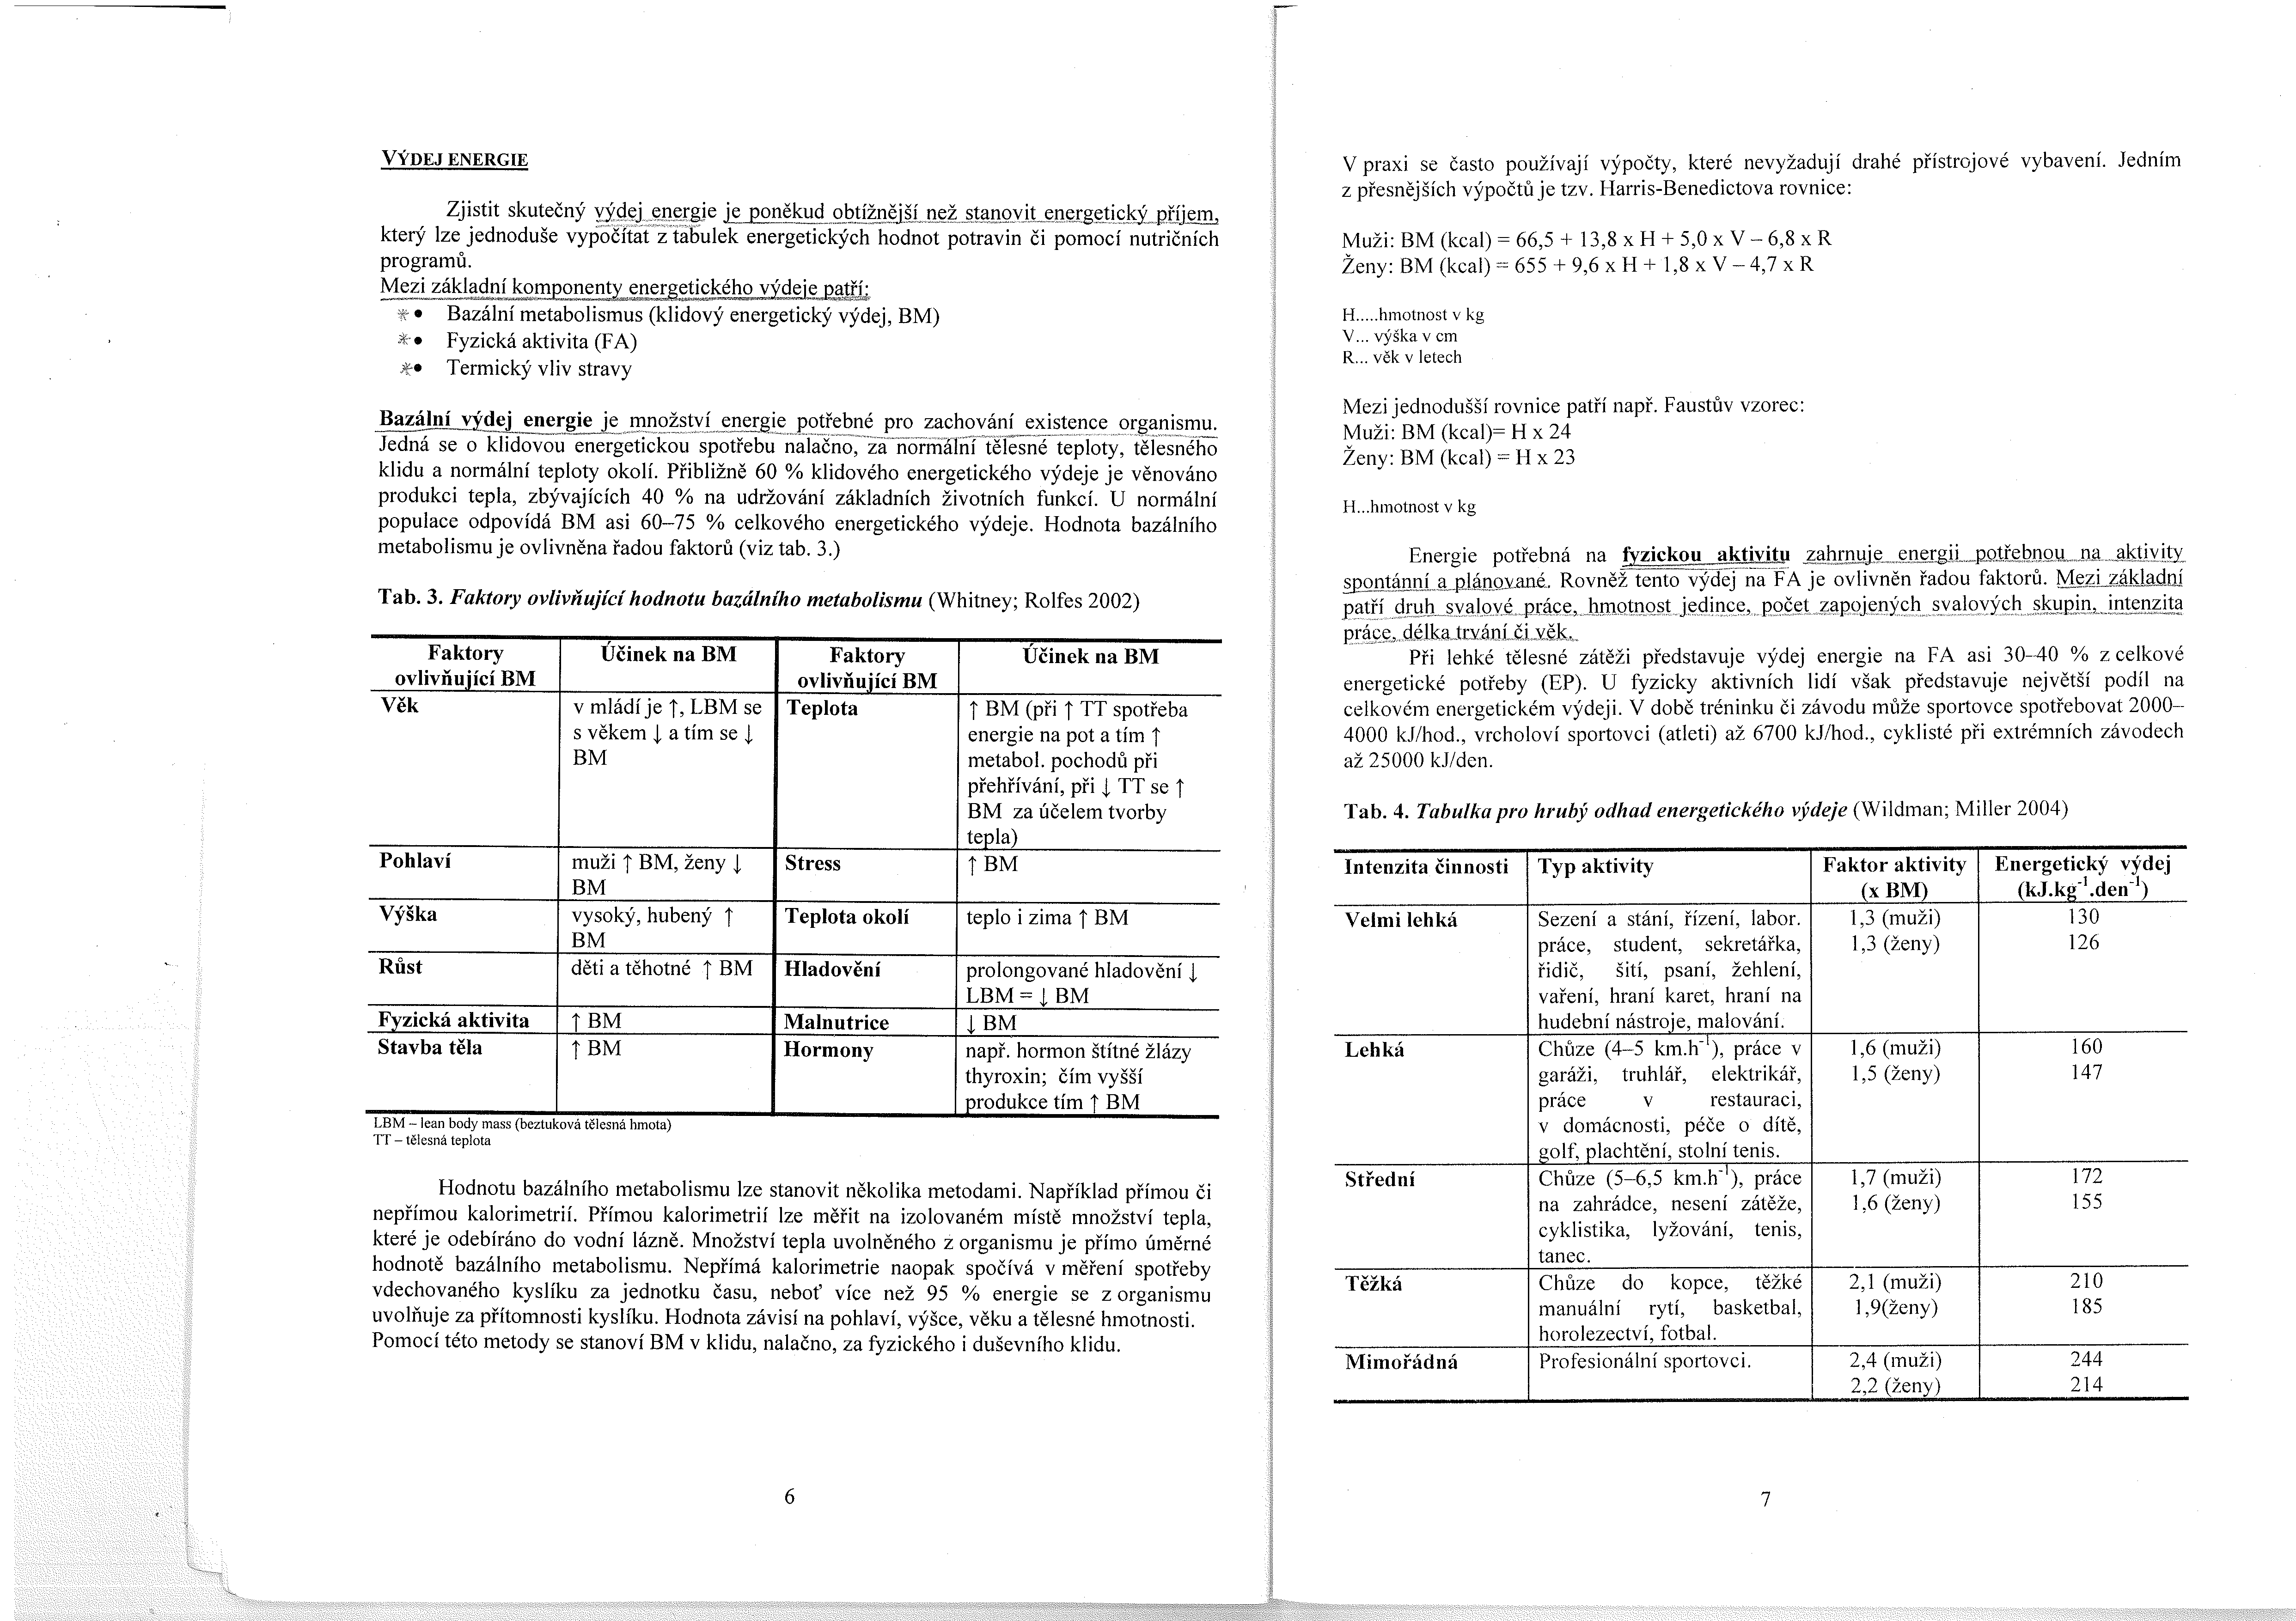 VÝDEJ ENERGIE
Zjistit skutečný výdej energie je poněkud obtížnější než stanovit energetický příjem,
který lze jednoduše vypočítat z tabulek energetických hodnot potravin či pomocí nutričních
programů.
Mezi základní komponenty energetického výdeje patří:
• Bazální metabolismus (klidový energetický výdej, BM)
• Fyzická aktivita (FA)
• Termický vliv stravy
Bazální výdej energie je množství energie potřebné pro zachování existence organismu.
Jedná se o klidovou energetickou spotřebu nalačno, za normální tělesné teploty, tělesného
klidu a normální teploty okolí. Přibližně 60 % klidového energetického výdeje je věnováno
produkci tepla, zbývajících 40 % na udržování základních životních funkcí. U normální
populace odpovídá BM asi 60–75 % celkového energetického výdeje. Hodnota bazálního
metabolismu je ovlivněna řadou faktorů (viz tab. 3.)
Tab. 3. Faktory ovlivňující hodnotu bazálního metabolismu (Whitney; Rolfes 2002)
Faktory Účinek na BM Faktory Účinek na BM
ovlivňující BM ovlivňující BM
Věk v mládí je ↑, LBM se Teplota ↑ BM (při ↑ TT spotřeba
s věkem ↓ a tím se ↓ energie na pot a tím ↑
BM metabol. pochodů při
přehřívání, při ↓ TT se ↑
BM za účelem tvorby
tepla)
Pohlaví muži ↑ BM, ženy ↓ Stress ↑ BM
BM
Výška vysoký, hubený ↑ Teplota okolí teplo i zima ↑ BM
BM
Růst děti a těhotné ↑ BM Hladovění prolongované hladovění ↓
LBM = ↓ BM
Fyzická aktivita ↑ BM Malnutrice ↓ BM
Stavba těla ↑ BM Hormony např. hormon štítné žlázy
thyroxin; čím vyšší
produkce tím ↑ BM
LBM – lean body mass (beztuková tělesná hmota)
TT – tělesná teplota
Hodnotu bazálního metabolismu lze stanovit několika metodami. Například přímou či
nepřímou kalorimetrií. Přímou kalorimetrií lze měřit na izolovaném místě množství tepla,
které je odebíráno do vodní lázně. Množství tepla uvolněného z organismu je přímo úměrné
hodnotě bazálního metabolismu. Nepřímá kalorimetrie naopak spočívá v měření spotřeby
vdechovaného kyslíku za jednotku času, neboť více než 95 % energie se z organismu
uvolňuje za přítomnosti kyslíku. Hodnota závisí na pohlaví, výšce, věku a tělesné hmotnosti.
Pomocí této metody se stanoví BM v klidu, nalačno, za fyzického i duševního klidu.
6
V praxi se často používají výpočty, které nevyžadují drahé přístrojové vybavení. Jedním
z přesnějších výpočtů je tzv. Harris-Benedictova rovnice:
Muži: BM (kcal) = 66,5 + 13,8 x H + 5,0 x V – 6,8 x R
Ženy: BM (kcal) = 655 + 9,6 x H + 1,8 x V – 4,7 x R
H.....hmotnost v kg
V... výška v cm
R... věk v letech
Mezi jednodušší rovnice patří např. Faustův vzorec:
Muži: BM (kcal)= H x 24
Ženy: BM (kcal) = H x 23
H...hmotnost v kg
Energie potřebná na fyzickou aktivitu zahrnuje energii potřebnou na aktivity
spontánní a plánované. Rovněž tento výdej na FA je ovlivněn řadou faktorů. Mezi základní
patří druh svalové práce, hmotnost jedince, počet zapojených svalových skupin, intenzita
práce, délka trvání či věk.
Při lehké tělesné zátěži představuje výdej energie na FA asi 30–40 % z celkové
energetické potřeby (EP). U fyzicky aktivních lidí však představuje největší podíl na
celkovém energetickém výdeji. V době tréninku či závodu může sportovce spotřebovat 2000–
4000 kJ/hod., vrcholoví sportovci (atleti) až 6700 kJ/hod., cyklisté při extrémních závodech
až 25000 kJ/den.
Tab. 4. Tabulka pro hrubý odhad energetického výdeje (Wildman; Miller 2004)
Intenzita činnosti Typ aktivity Faktor aktivity Energetický výdej
(x BM) (kJ.kg⁻¹.den⁻¹)
Velmi lehká Sezení a stání, řízení, labor. 1,3 (muži) 130
práce, student, sekretářka, 1,3 (ženy) 126
řidič, šití, psaní, žehlení,
vaření, hraní karet, hraní na
hudební nástroje, malování.
Lehká Chůze (4–5 km.h⁻¹), práce v 1,6 (muži) 160
garáži, truhlář, elektrikář, 1,5 (ženy) 147
práce v restauraci,
v domácnosti, péče o dítě,
golf, plachtění, stolní tenis.
Střední Chůze (5–6,5 km.h⁻¹), práce 1,7 (muži) 172
na zahrádce, nesení zátěže, 1,6 (ženy) 155
cyklistika, lyžování, tenis,
tanec.
Těžká Chůze do kopce, těžké 2,1 (muži) 210
manuální rytí, basketbal, 1,9(ženy) 185
horolezectví, fotbal.
Mimořádná Profesionální sportovci. 2,4 (muži) 244
2,2 (ženy) 214
7